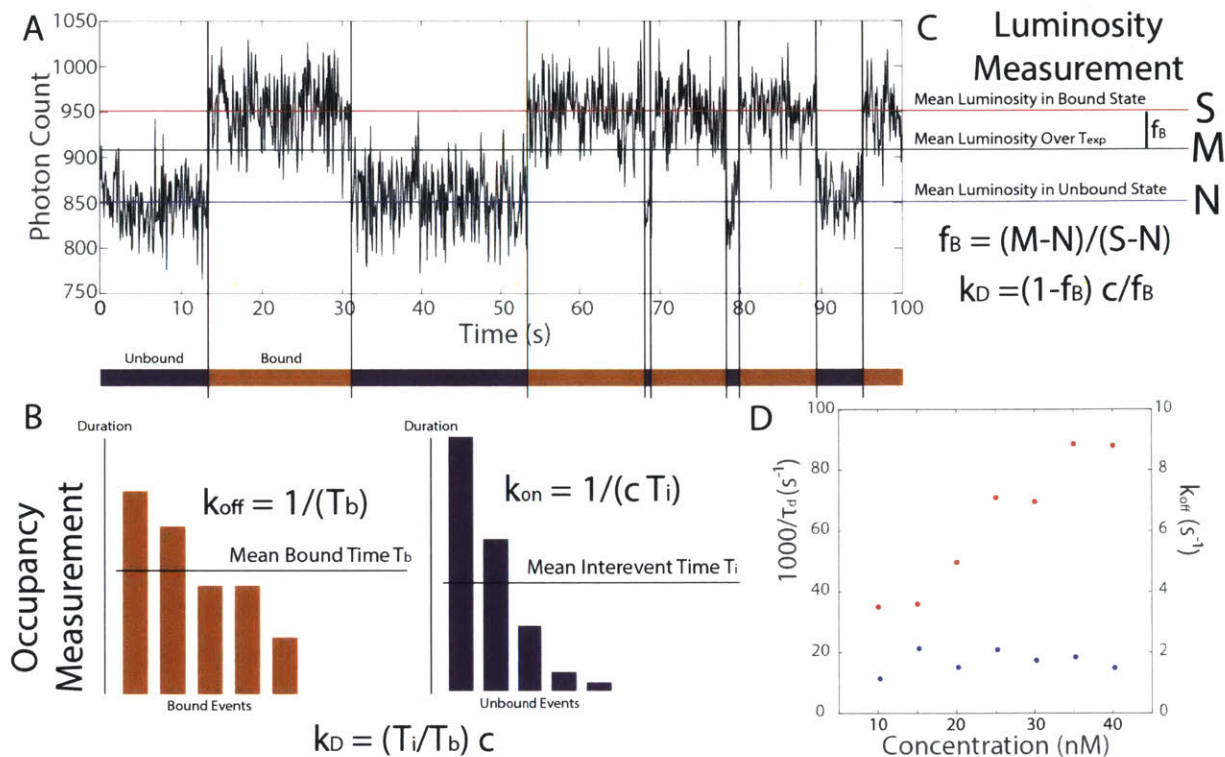 A
1050
1000
950
900
850
800
750
Photon Count
0
10
20
30
40
50
60
70
80
90
100
Time (s)
Unbound
Bound
C
Luminosity
Measurement
Mean Luminosity in Bound State
S
Mean Luminosity Over Texp
fB
M
Mean Luminosity in Unbound State
N
fB = (M-N)/(S-N)
kD =(1-fB) c/fB
B
Occupancy
Measurement
Duration
koff = 1/(Tb)
Mean Bound Time Tb
Bound Events
Duration
kon = 1/(c Ti)
Mean Interevent Time Ti
Unbound Events
kD = (Ti/Tb) c
D
100
80
60
40
20
0
1000/τd (s-1)
10
8
6
4
2
0
koff (s-1)
10
20
30
40
Concentration (nM)